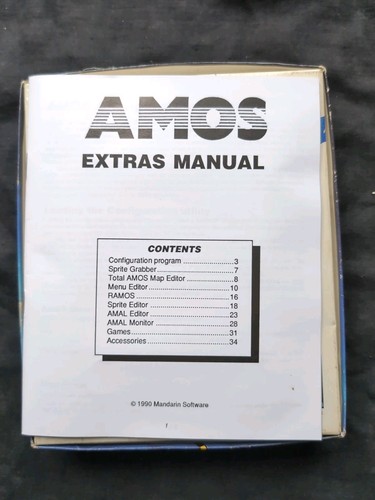 AMOS
EXTRAS MANUAL
CONTENTS
Configuration program ..................3
Sprite Grabber ..........................7
Total AMOS Map Editor ................8
Menu Editor ............................10
RAMOS .................................16
Sprite Editor ............................18
AMAL Editor ............................23
AMAL Monitor ..........................28
Games ..................................31
Accessories ............................34
© 1990 Mandarin Software
1